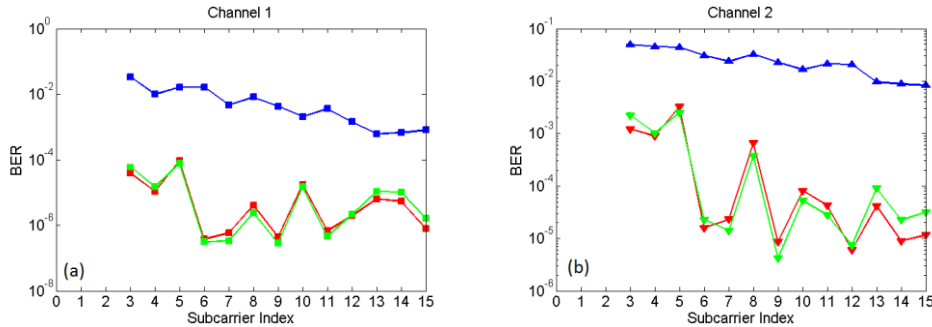 Channel 1
10^0
10^-2
10^-4
10^-6
10^-8
BER
(a)
0 1 2 3 4 5 6 7 8 9 10 11 12 13 14 15
Subcarrier Index
Channel 2
10^-1
10^-2
10^-3
10^-4
10^-5
10^-6
BER
(b)
0 1 2 3 4 5 6 7 8 9 10 11 12 13 14 15
Subcarrier Index